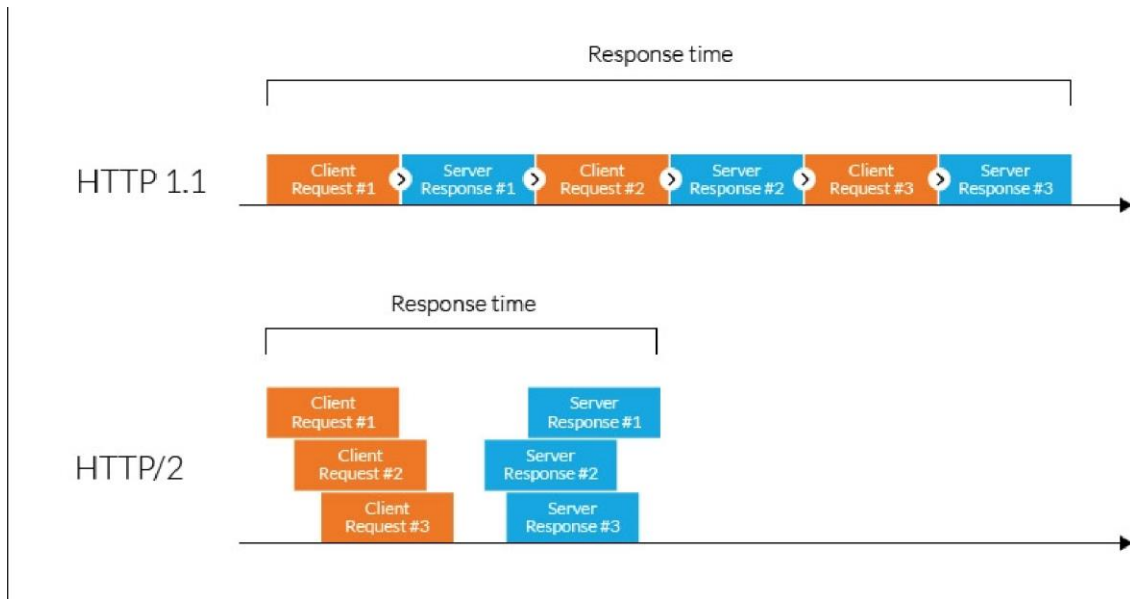 Response time
HTTP 1.1
Client
Request #1
Server
Response #1
Client
Request #2
Server
Response #2
Client
Request #3
Server
Response #3
Response time
HTTP/2
Client
Request #1
Server
Response #1
Client
Request #2
Server
Response #2
Client
Request #3
Server
Response #3